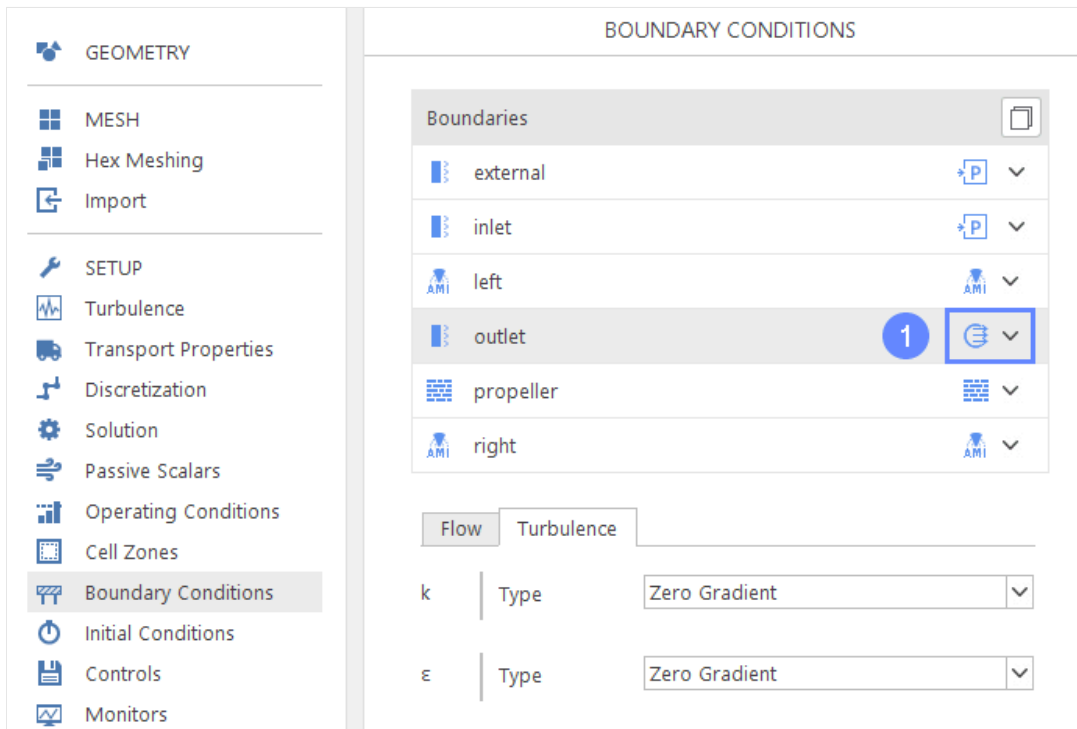 BOUNDARY CONDITIONS
GEOMETRY
MESH
Hex Meshing
Import
SETUP
Turbulence
Transport Properties
Discretization
Solution
Passive Scalars
Operating Conditions
Cell Zones
Boundary Conditions
Initial Conditions
Controls
Monitors
Boundaries
external P
inlet P
AMI left AMI
outlet 1
propeller
AMI right AMI
Flow Turbulence
k Type Zero Gradient
ε Type Zero Gradient